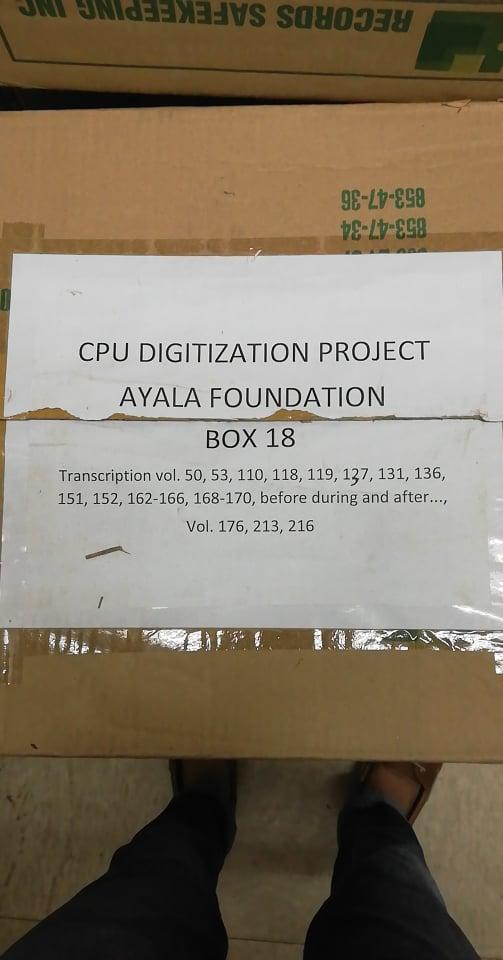 RECORDS SAFEKEEPING INC
853-47-36
853-47-34
CPU DIGITIZATION PROJECT
AYALA FOUNDATION
BOX 18
Transcription vol. 50, 53, 110, 118, 119, 127, 131, 136,
151, 152, 162-166, 168-170, before during and after...,
Vol. 176, 213, 216